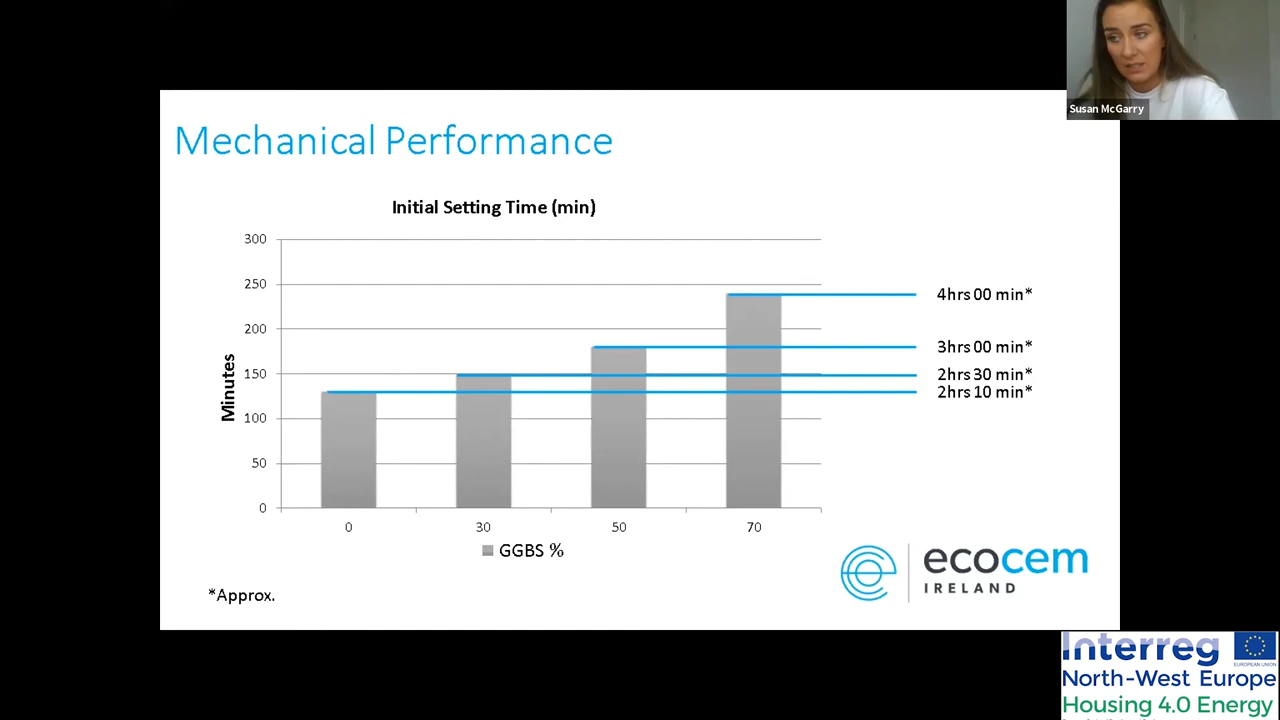 Susan McGarry
Mechanical Performance
Initial Setting Time (min)
300
250
200
150
100
50
0
Minutes
4hrs 00 min*
3hrs 00 min*
2hrs 30 min*
2hrs 10 min*
0 30 50 70
GGBS %
*Approx.
ecocem
IRELAND
Interreg
EUROPEAN UNION
North-West Europe
Housing 4.0 Energy